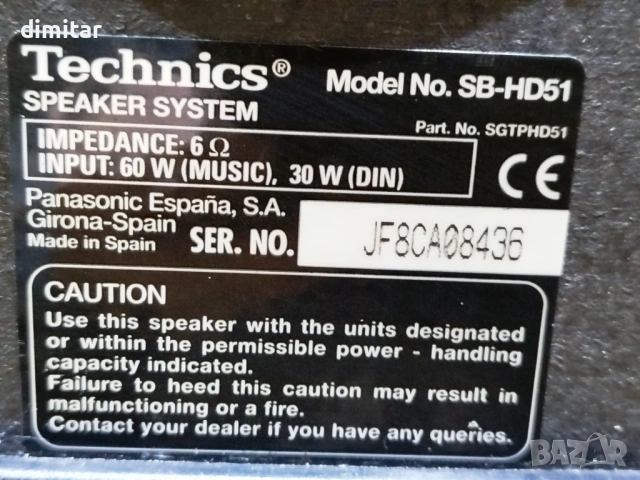 dimitar
Technics®
Model No. SB-HD51
SPEAKER SYSTEM
Part. No. SGTPHD51
IMPEDANCE: 6 Ω
INPUT: 60 W (MUSIC), 30 W (DIN)
CE
Panasonic España, S.A.
Girona-Spain
Made in Spain
SER. NO. JF8CA08436
CAUTION
Use this speaker with the units designated
or within the permissible power - handling
capacity indicated.
Failure to heed this caution may result in
malfunctioning or a fire.
Contact your dealer if you have any queries.
BAZAR